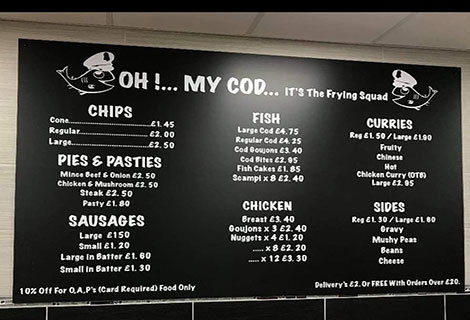 OH !... MY COD... IT'S The Frying Squad
CHIPS
Cone........................£1.45
Regular......................£2.00
Large........................£2.50
PIES & PASTIES
Mince Beef & Onion £2.50
Chicken & Mushroom £2.50
Steak £2.50
Pasty £1.80
SAUSAGES
Large £150
Small £1.20
Large in Batter £1. 60
Small in Batter £1. 30
10% Off For O,A,P's (Card Required) Food Only
FISH
Large Cod £4.75
Regular Cod £4.25
Cod Goujons £3.40
Cod Bites £2.95
Fish Cakes £1.85
Scampi x 8 £2.40
CHICKEN
Breast £3.40
Goujons x 3 £2.40
Nuggets x 4 £1.20
..... x 8 £2.20
..... x 12 £3.30
CURRIES
Reg £1.50 / Large £1.90
Fruity
Chinese
Hot
Chicken Curry (OTB)
Large £2.95
SIDES
Reg £1. 30 / Large £1. 60
Gravy
Mushy Peas
Beans
Cheese
Delivery's £2. Or FREE With Orders Over £20.